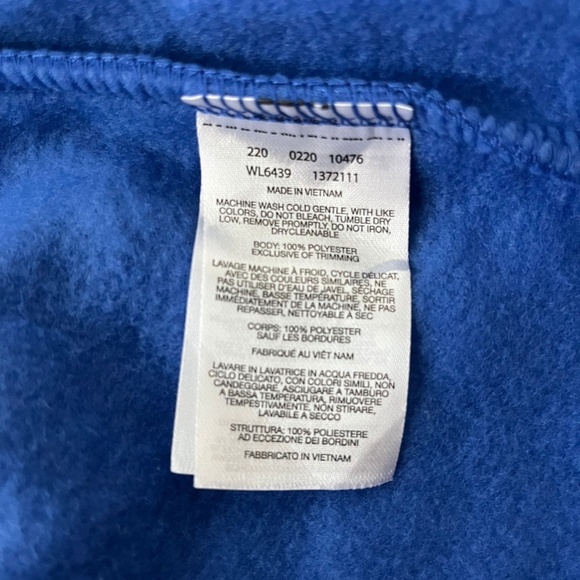 220 0220 10476
WL6439 1372111
MADE IN VIETNAM
MACHINE WASH COLD GENTLE, WITH LIKE
COLORS, DO NOT BLEACH, TUMBLE DRY
LOW, REMOVE PROMPTLY, DO NOT IRON,
DRYCLEANABLE
BODY: 100% POLYESTER
EXCLUSIVE OF TRIMMING
LAVAGE MACHINE À FROID, CYCLE DÉLICAT,
AVEC DES COULEURS SIMILAIRES, NE
PAS UTILISER D'EAU DE JAVEL, SÉCHAGE
MACHINE, BASSE TEMPÉRATURE, SORTIR
IMMÉDIATEMENT DE LA MACHINE, NE PAS
REPASSER, NETTOYABLE À SEC
CORPS: 100% POLYESTER
SAUF LES BORDURES
FABRIQUÉ AU VIÊT NAM
LAVARE IN LAVATRICE IN ACQUA FREDDA,
CICLO DELICATO, CON COLORI SIMILI, NON
CANDEGGIARE, ASCIUGARE A TAMBURO
A BASSA TEMPERATURA, RIMUOVERE
TEMPESTIVAMENTE, NON STIRARE,
LAVABILE A SECCO
STRUTTURA: 100% POLIESTERE
AD ECCEZIONE DEI BORDINI
FABBRICATO IN VIETNAM